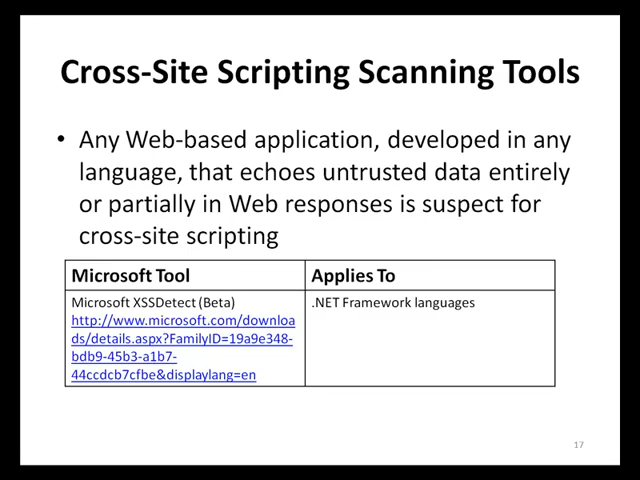 Cross-Site Scripting Scanning Tools
• Any Web-based application, developed in any
language, that echoes untrusted data entirely
or partially in Web responses is suspect for
cross-site scripting
Microsoft Tool
Applies To
Microsoft XSSDetect (Beta)
.NET Framework languages
http://www.microsoft.com/downloa
ds/details.aspx?FamilyID=19a9e348-
bdb9-45b3-a1b7-
44ccdcb7cfbe&displaylang=en
17